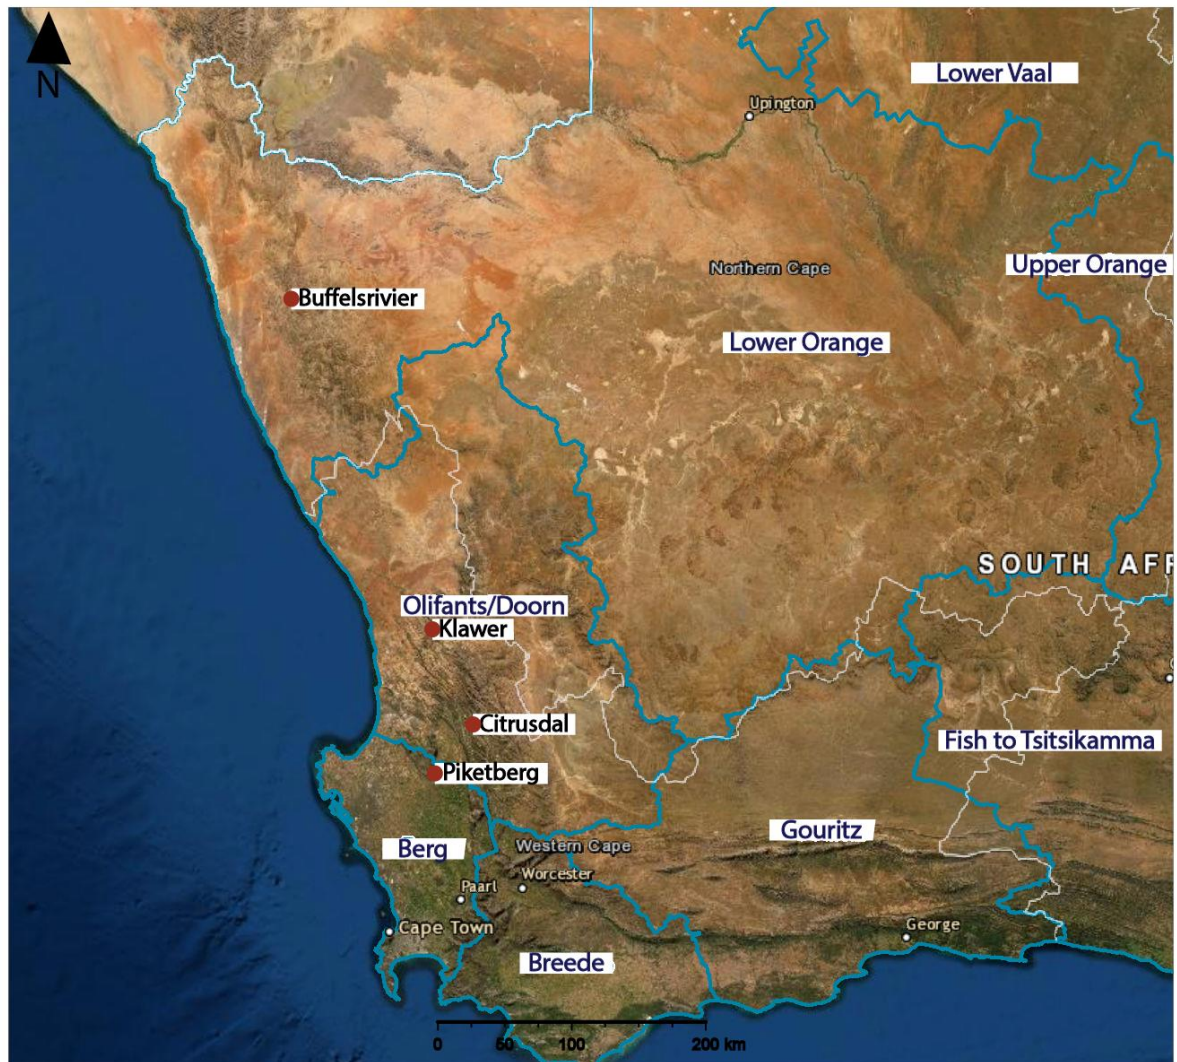 N
Lower Vaal
Upington
Upper Orange
Northern Cape
Buffelsrivier
Lower Orange
SOUTH AFR
Olifants/Doorn
Klawer
Citrusdal
Fish to Tsitsikamma
Piketberg
Gouritz
Berg
Western Cape
Worcester
Paarl
George
Cape Town
Breede
0 50 100 200 km